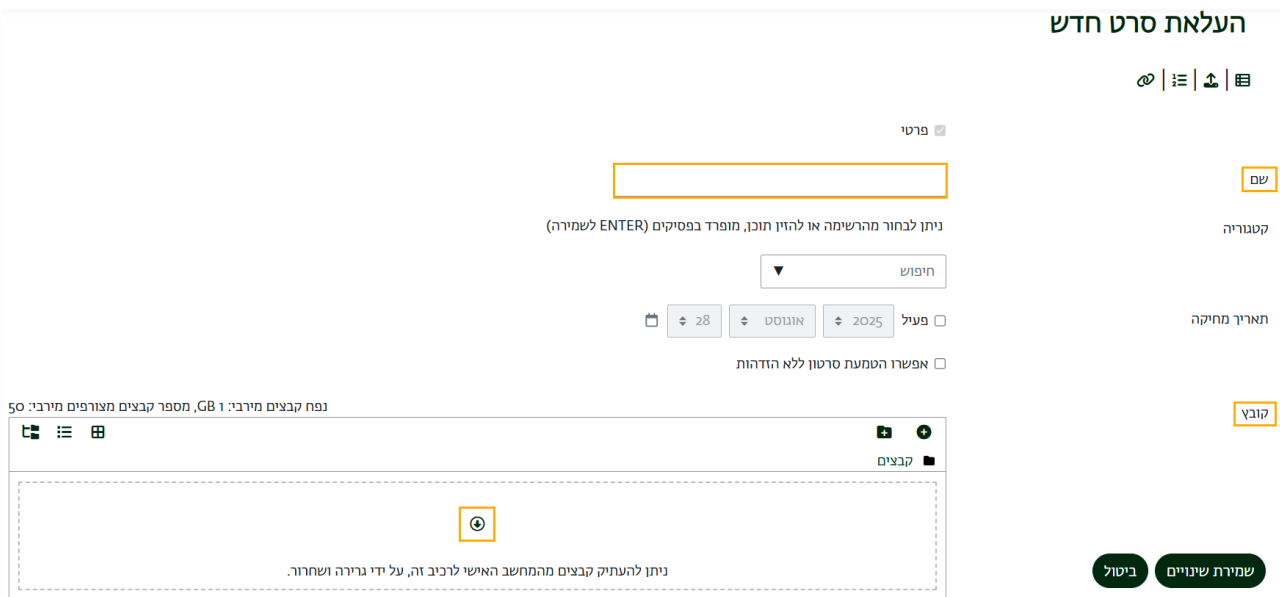 העלאת סרט חדש
פרטי
שם
קטגוריה
ניתן לבחור מהרשימה או להזין תוכן, מופרד בפסיקים (ENTER לשמירה)
חיפוש
תאריך מחיקה
פעיל 2025 אוגוסט 28
אפשרו הטמעת סרטון ללא הזדהות
קובץ
נפח קבצים מירבי: 1 GB, מספר קבצים מצורפים מירבי: 50
קבצים
ניתן להעתיק קבצים מהמחשב האישי לרכיב זה, על ידי גרירה ושחרור.
שמירת שינויים
ביטול